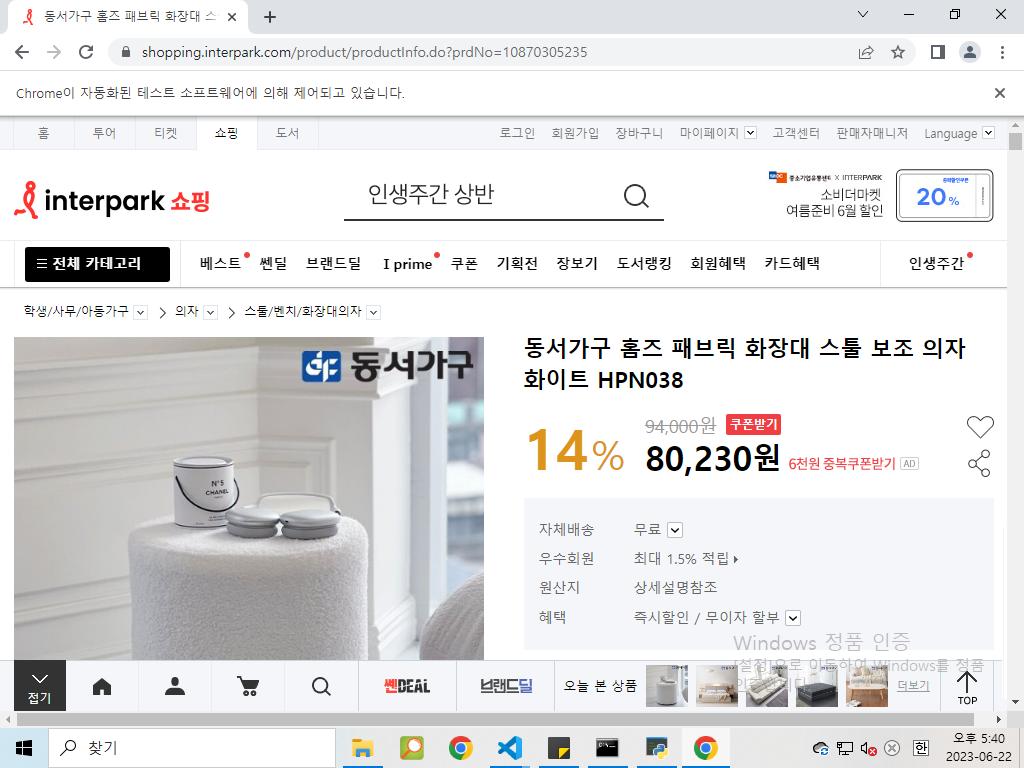 동서가구 홈즈 패브릭 화장대 스
shopping.interpark.com/product/productInfo.do?prdNo=10870305235
Chrome이 자동화된 테스트 소프트웨어에 의해 제어되고 있습니다.
홈 투어 티켓 쇼핑 도서 로그인 회원가입 장바구니 마이페이지 고객센터 판매자매니저 Language
interpark 쇼핑
인생주간 상반
중소기업유통센터 X INTERPARK
소비더마켓
여름준비 6월 할인
20%
전체 카테고리 베스트 쎈딜 브랜드딜 I prime 쿠폰 기획전 장보기 도서랭킹 회원혜택 카드혜택 인생주간
학생/사무/아동가구 의자 스툴/벤치/화장대의자
동서가구
N°5
CHANEL
동서가구 홈즈 패브릭 화장대 스툴 보조 의자
화이트 HPN038
94,000원 쿠폰받기
14% 80,230원 6천원 중복쿠폰받기 AD
자체배송 무료
우수회원 최대 1.5% 적립
원산지 상세설명참조
혜택 즉시할인 / 무이자 할부
Windows 정품 인증
[설정]으로 이동하여 Windows를 정품
접기
쎈DEAL
브랜드딜
오늘 본 상품
더보기
TOP
찾기
한
오후 5:40
2023-06-22